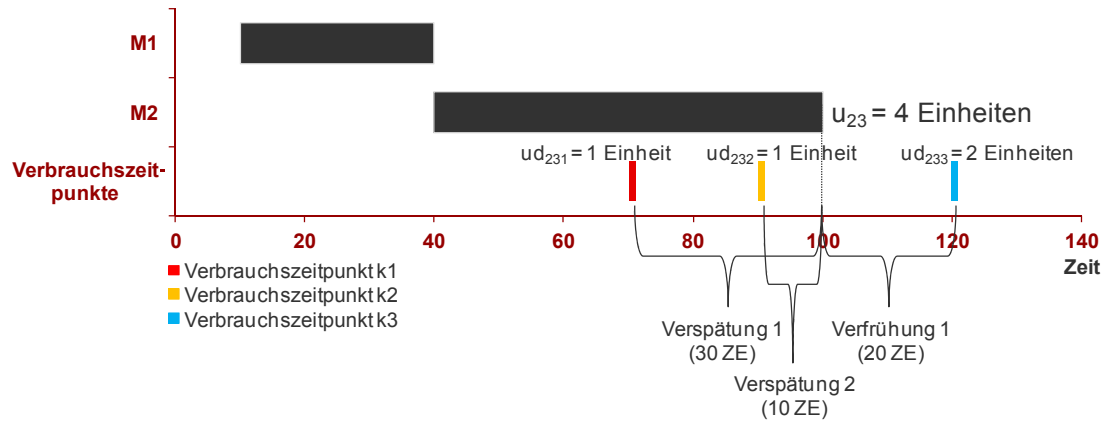 M1
M2
u23 = 4 Einheiten
ud231 = 1 Einheit
ud232 = 1 Einheit
ud233 = 2 Einheiten
Verbrauchszeit-
punkte
0
20
40
60
80
100
120
140
Zeit
Verbrauchszeitpunkt k1
Verbrauchszeitpunkt k2
Verbrauchszeitpunkt k3
Verspätung 1
(30 ZE)
Verfrühung 1
(20 ZE)
Verspätung 2
(10 ZE)